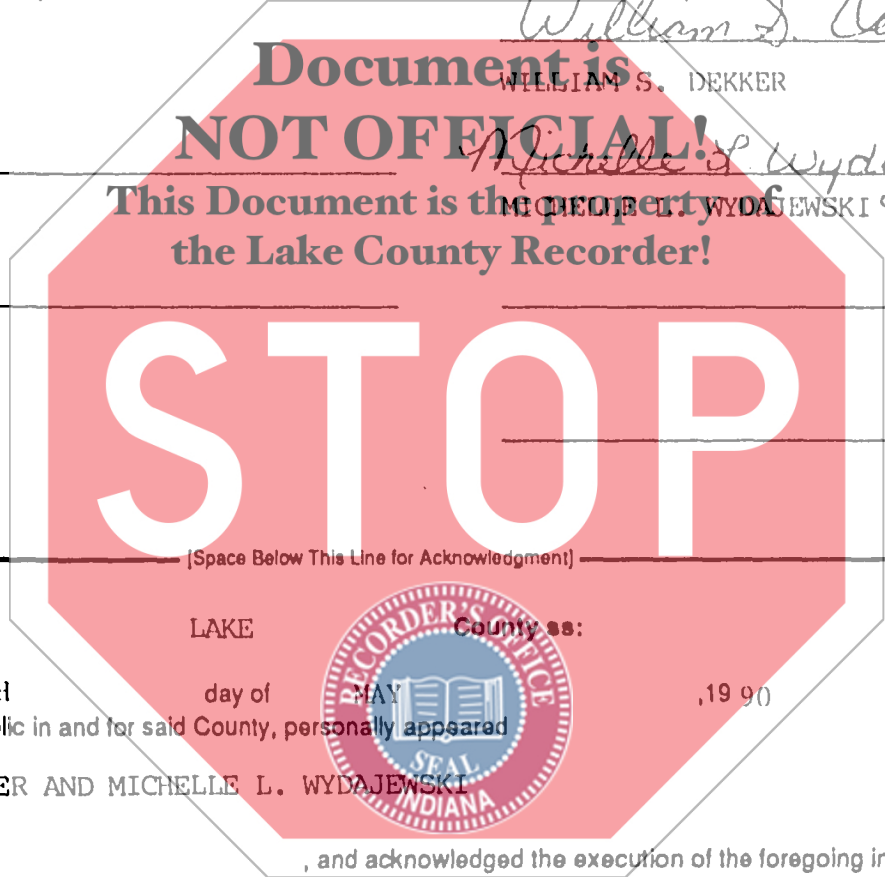 William S.
Document is
WILLIAM S. DEKKER
NOT OFFICIAL!
Michelle L. Wyda
This Document is the property of
MICHELLE L. WYDAJEWSKI
the Lake County Recorder!
STOP
[Space Below This Line for Acknowledgment]
LAKE County ss:
day of MAY ,19 90
lic in and for said County, personally appeared
ER AND MICHELLE L. WYDAJEWSKI
RECORDER'S OFFICE
SEAL
INDIANA
, and acknowledged the execution of the foregoing in